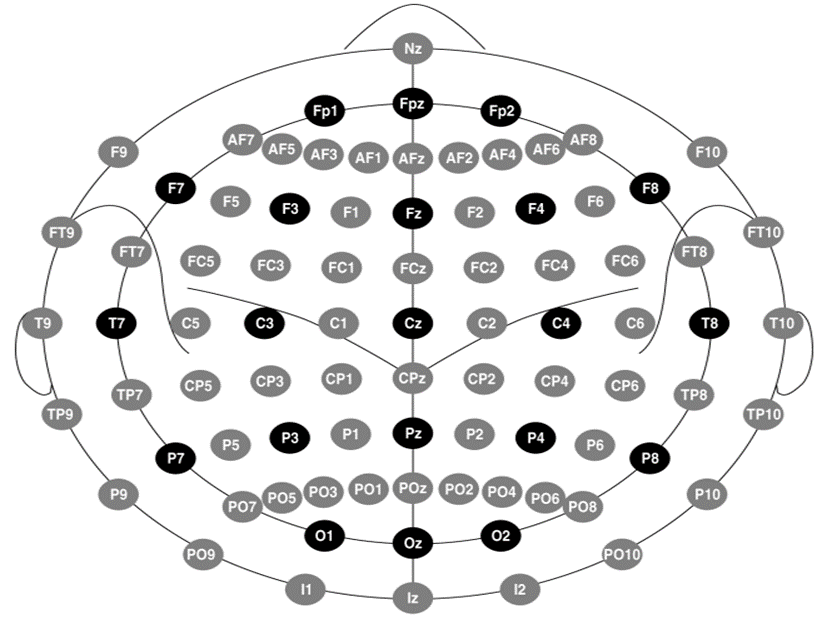 Nz
Fp1 Fpz Fp2
AF7 AF5 AF3 AF1 AFz AF2 AF4 AF6 AF8
F9 F10
F7 F5 F3 F1 Fz F2 F4 F6 F8
FT9 FT7 FC5 FC3 FC1 FCz FC2 FC4 FC6 FT8 FT10
T9 T7 C5 C3 C1 Cz C2 C4 C6 T8 T10
TP9 TP7 CP5 CP3 CP1 CPz CP2 CP4 CP6 TP8 TP10
P7 P5 P3 P1 Pz P2 P4 P6 P8
P9 PO7 PO5 PO3 PO1 POz PO2 PO4 PO6 PO8 P10
O1 Oz O2
PO9 PO10
I1 Iz I2